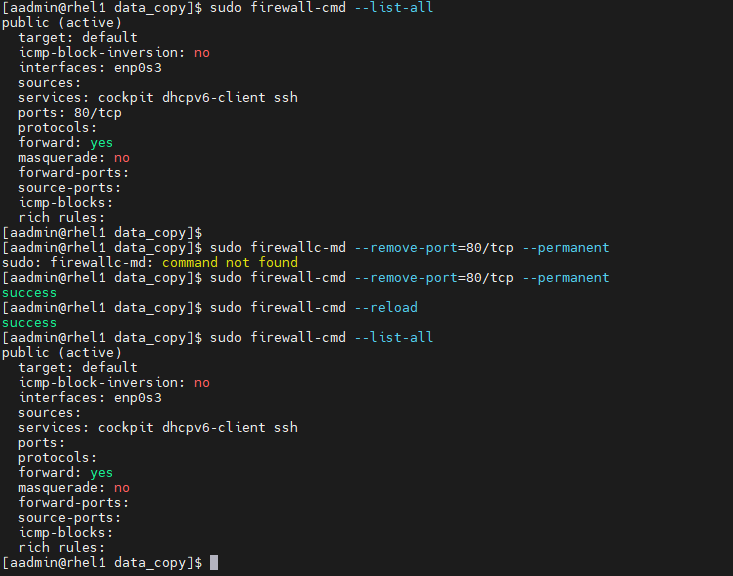 [aadmin@rhel1 data_copy]$ sudo firewall-cmd --list-all
public (active)
  target: default
  icmp-block-inversion: no
  interfaces: enp0s3
  sources:
  services: cockpit dhcpv6-client ssh
  ports: 80/tcp
  protocols:
  forward: yes
  masquerade: no
  forward-ports:
  source-ports:
  icmp-blocks:
  rich rules:
[aadmin@rhel1 data_copy]$
[aadmin@rhel1 data_copy]$ sudo firewallc-md --remove-port=80/tcp --permanent
sudo: firewallc-md: command not found
[aadmin@rhel1 data_copy]$ sudo firewall-cmd --remove-port=80/tcp --permanent
success
[aadmin@rhel1 data_copy]$ sudo firewall-cmd --reload
success
[aadmin@rhel1 data_copy]$ sudo firewall-cmd --list-all
public (active)
  target: default
  icmp-block-inversion: no
  interfaces: enp0s3
  sources:
  services: cockpit dhcpv6-client ssh
  ports:
  protocols:
  forward: yes
  masquerade: no
  forward-ports:
  source-ports:
  icmp-blocks:
  rich rules:
[aadmin@rhel1 data_copy]$